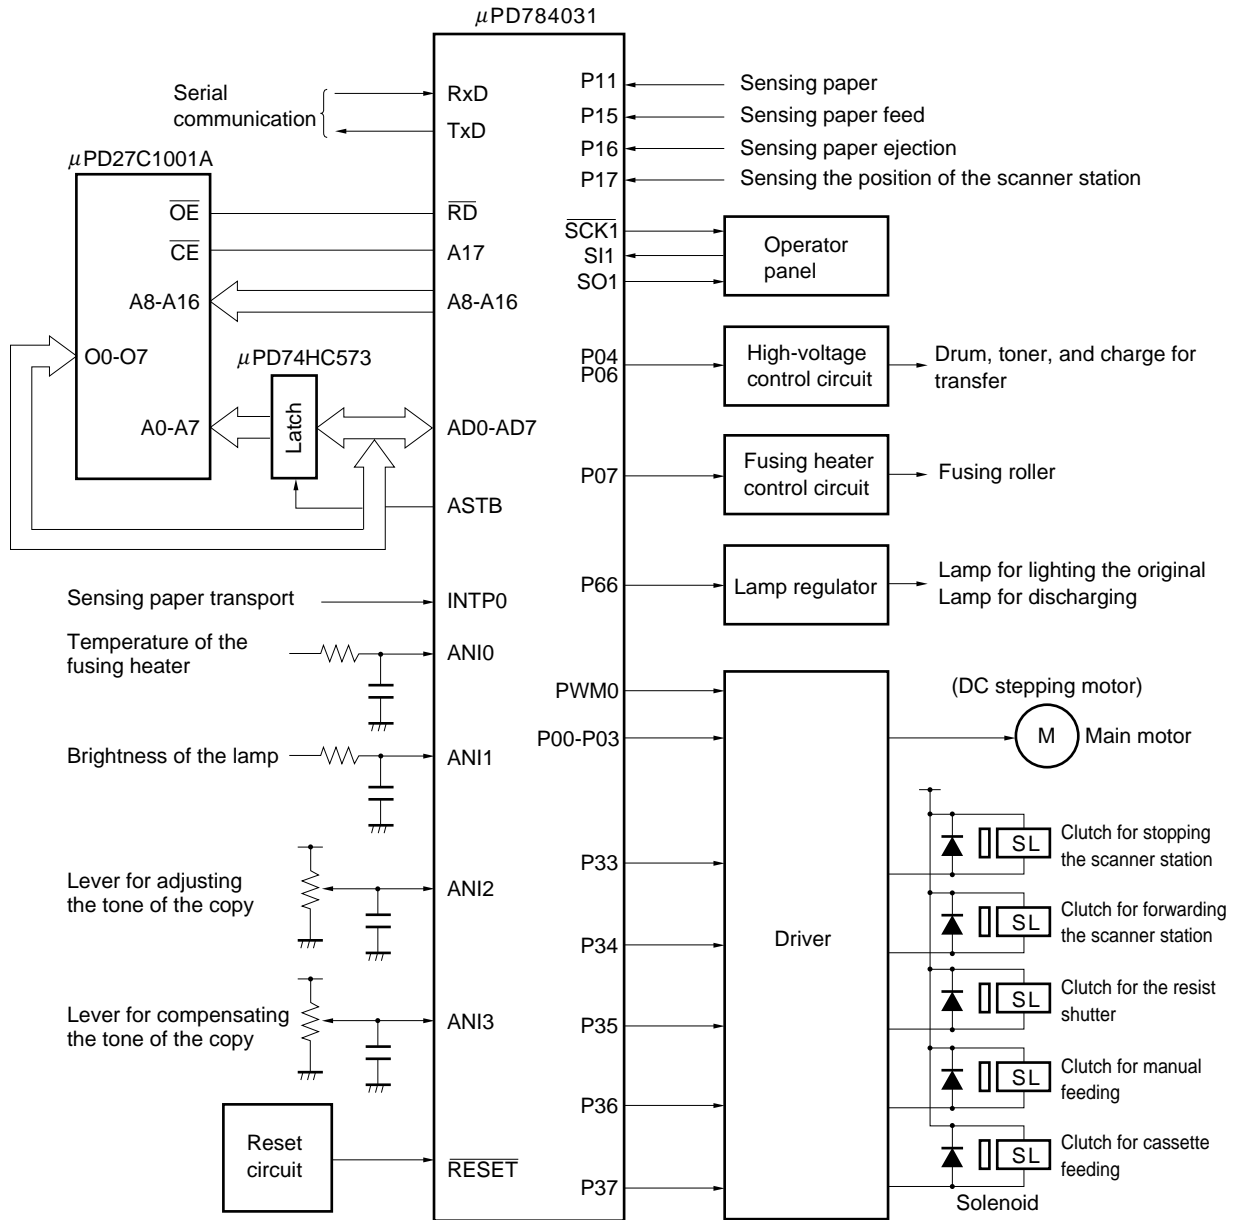 µPD784031
Serial
communication
RxD
TxD
µPD27C1001A
OE
CE
A8-A16
O0-O7
A0-A7
µPD74HC573
Latch
RD
A17
A8-A16
AD0-AD7
ASTB
Sensing paper transport
INTP0
Temperature of the
fusing heater
ANI0
Brightness of the lamp
ANI1
Lever for adjusting
the tone of the copy
ANI2
Lever for compensating
the tone of the copy
ANI3
Reset
circuit
RESET
P11
Sensing paper
P15
Sensing paper feed
P16
Sensing paper ejection
P17
Sensing the position of the scanner station
SCK1
SI1
SO1
Operator
panel
P04
P06
High-voltage
control circuit
Drum, toner, and charge for
transfer
P07
Fusing heater
control circuit
Fusing roller
P66
Lamp regulator
Lamp for lighting the original
Lamp for discharging
PWM0
P00-P03
P33
P34
P35
P36
P37
Driver
(DC stepping motor)
M
Main motor
SL
Clutch for stopping
the scanner station
SL
Clutch for forwarding
the scanner station
SL
Clutch for the resist
shutter
SL
Clutch for manual
feeding
SL
Clutch for cassette
feeding
Solenoid